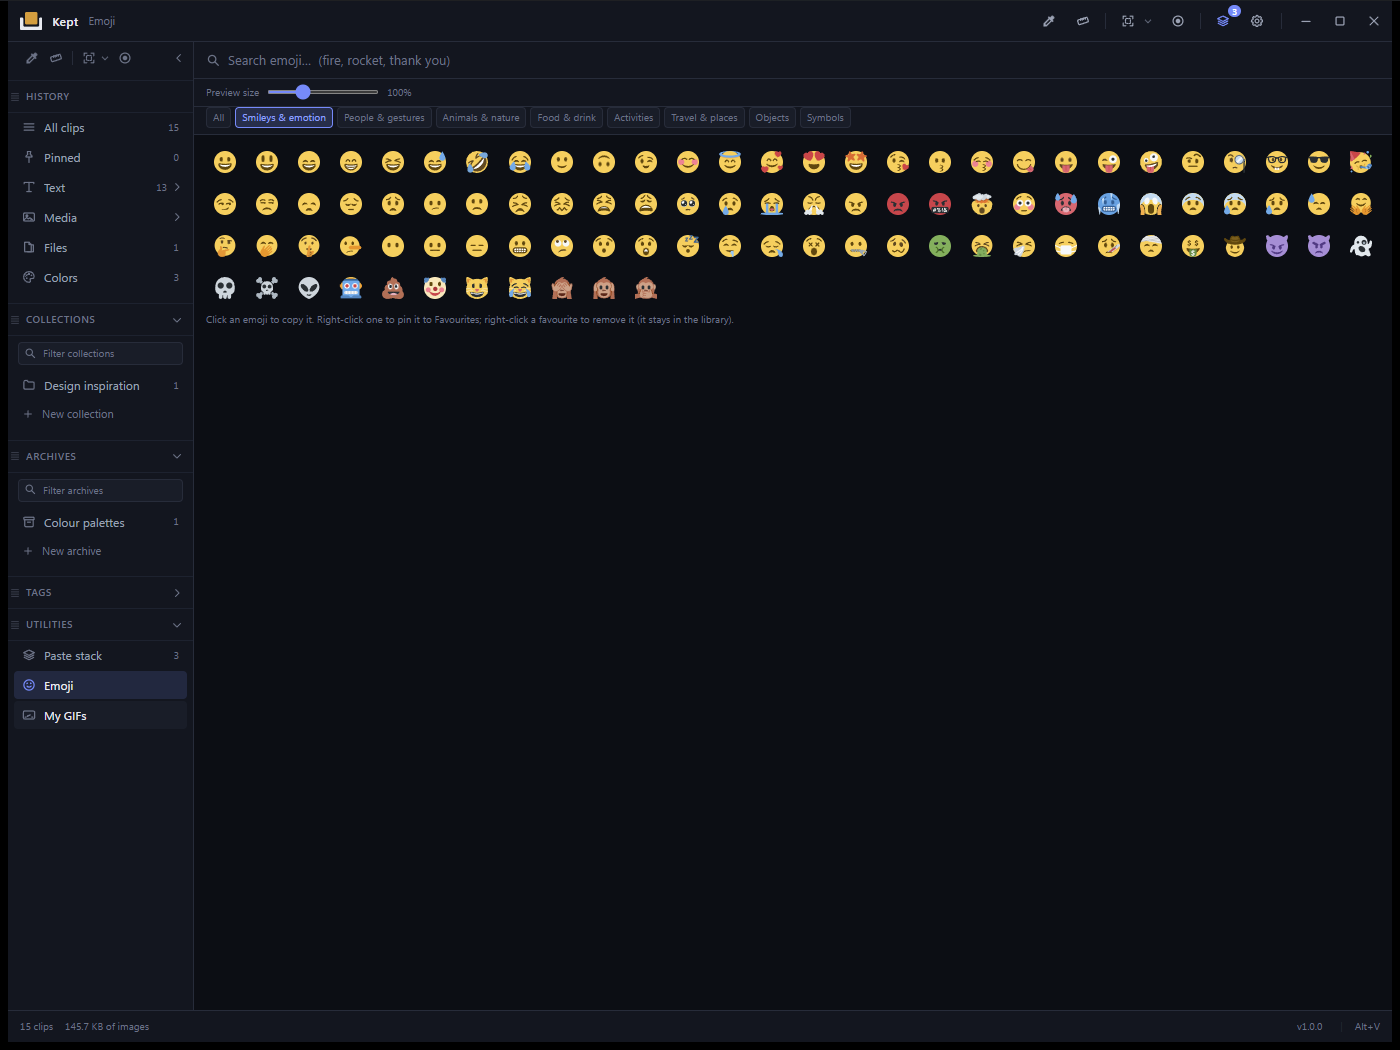 Kept Emoji 3
Search emoji... (fire, rocket, thank you)
Preview size 100%
All Smileys & emotion People & gestures Animals & nature Food & drink Activities Travel & places Objects Symbols
Click an emoji to copy it. Right-click one to pin it to Favourites; right-click a favourite to remove it (it stays in the library).
HISTORY
All clips 15
Pinned 0
Text 13
Media
Files 1
Colors 3
COLLECTIONS
Filter collections
Design inspiration 1
+ New collection
ARCHIVES
Filter archives
Colour palettes 1
+ New archive
TAGS
UTILITIES
Paste stack 3
Emoji
My GIFs
15 clips 145.7 KB of images v1.0.0 Alt+V